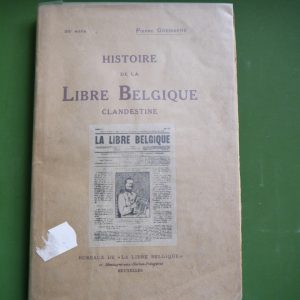 Pierre Goemaere
HISTOIRE
DE LA
LIBRE BELGIQUE
CLANDESTINE
LA LIBRE BELGIQUE
BUREAUX DE « LA LIBRE BELGIQUE »
BRUXELLES